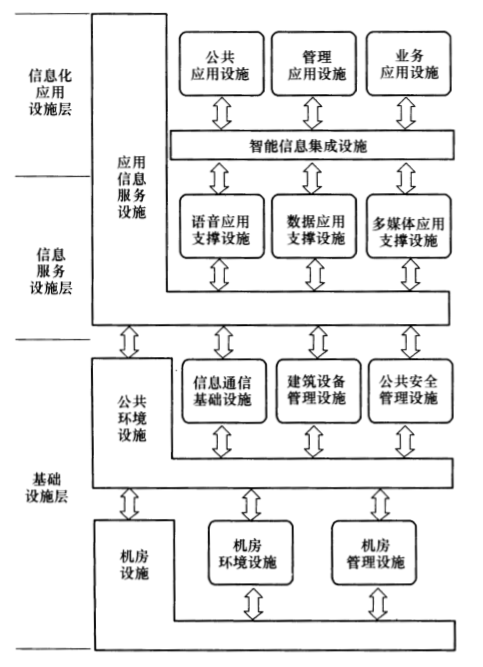 信息化
应用
设施层
公共
应用设施
管理
应用设施
业务
应用设施
智能信息集成设施
应用
信息
服务
设施
语音应用
支撑设施
数据应用
支撑设施
多媒体应用
支撑设施
信息
服务
设施层
公共
环境
设施
信息通信
基础设施
建筑设备
管理设施
公共安全
管理设施
基础
设施层
机房
设施
机房
环境设施
机房
管理设施